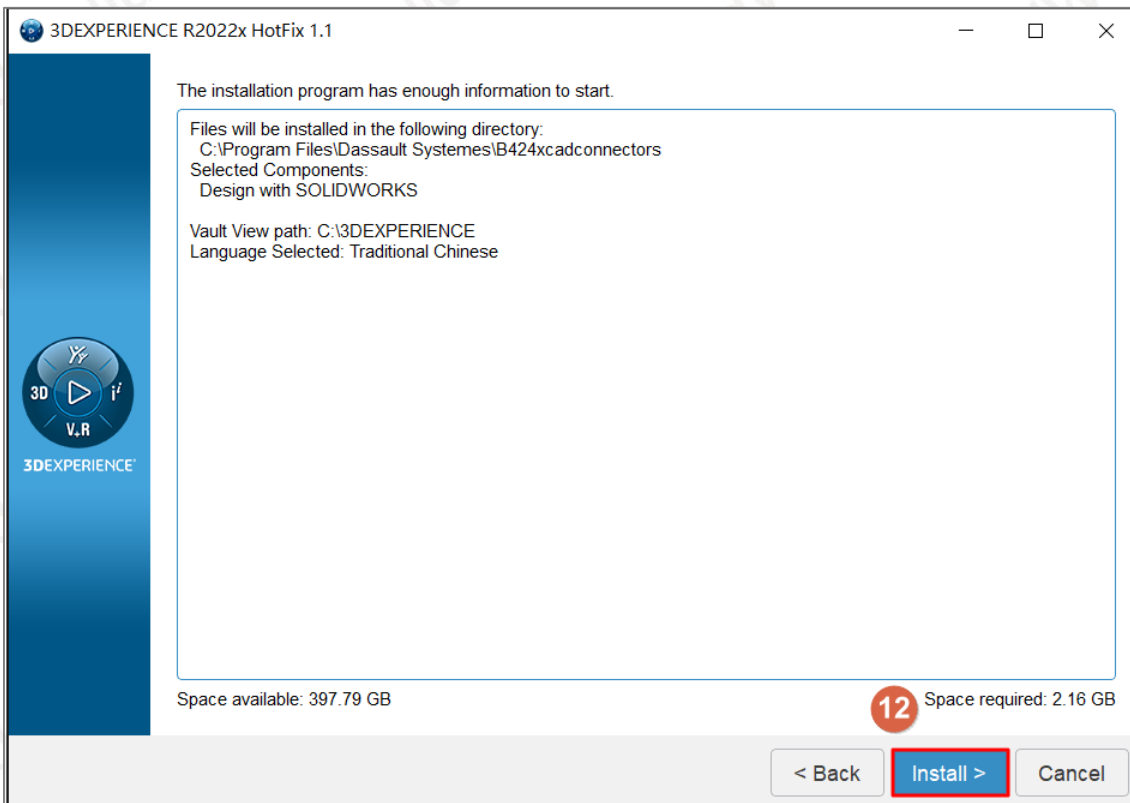 3DEXPERIENCE R2022x HotFix 1.1
The installation program has enough information to start.
Files will be installed in the following directory:
C:\Program Files\Dassault Systemes\B424xcadconnectors
Selected Components:
Design with SOLIDWORKS
Vault View path: C:\3DEXPERIENCE
Language Selected: Traditional Chinese
3D
i²
V₊R
3DEXPERIENCE
Space available: 397.79 GB
12
Space required: 2.16 GB
< Back
Install >
Cancel